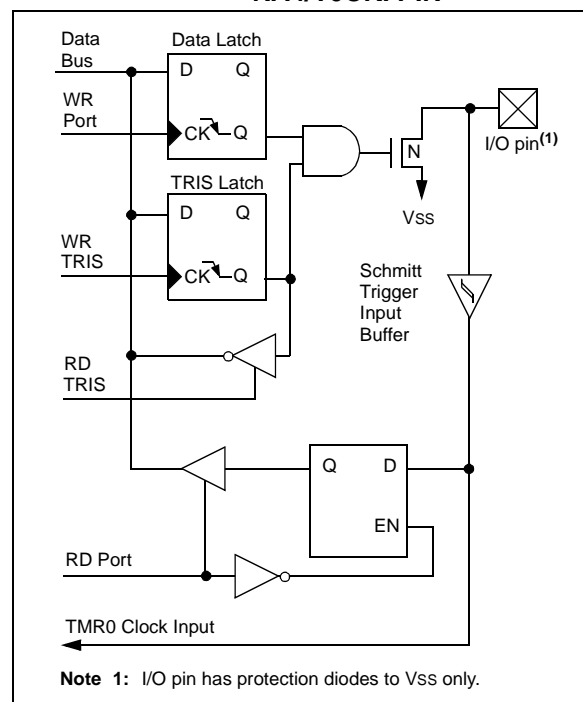 Data
Bus
Data Latch
D Q
WR
Port
CK Q
N
I/O pin(1)
VSS
TRIS Latch
D Q
WR
TRIS
CK Q
Schmitt
Trigger
Input
Buffer
RD
TRIS
Q D
EN
RD Port
TMR0 Clock Input
Note 1: I/O pin has protection diodes to VSS only.